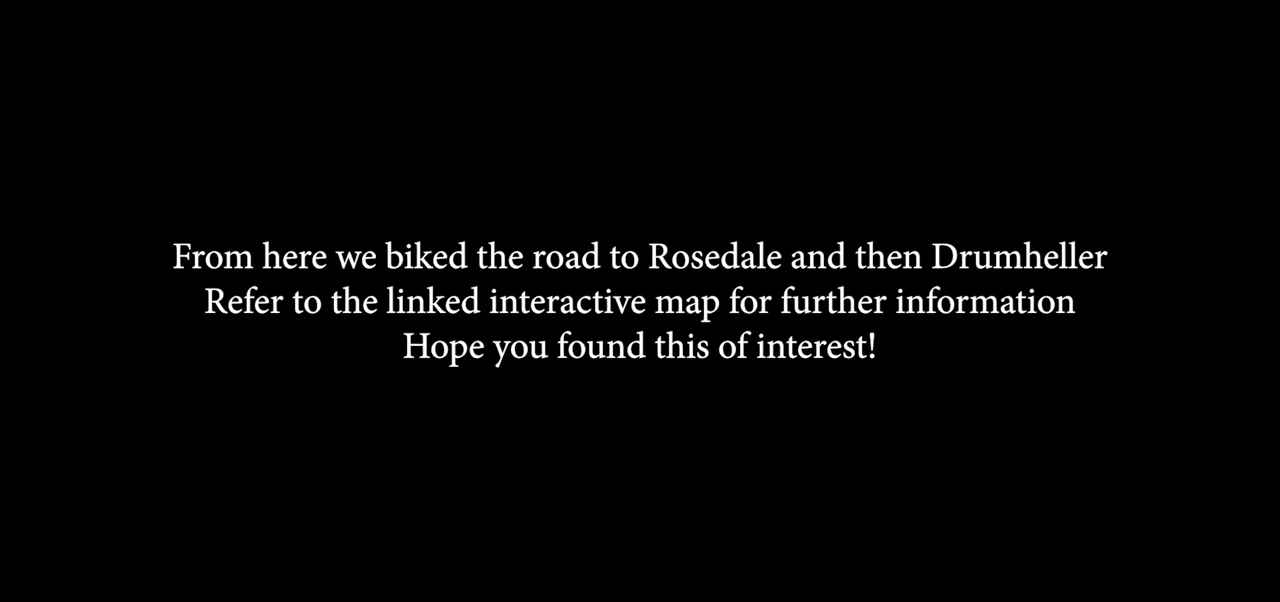 From here we biked the road to Rosedale and then Drumheller
Refer to the linked interactive map for further information
Hope you found this of interest!